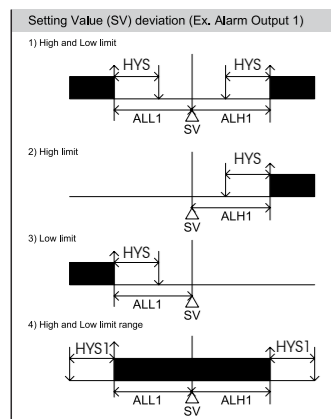 Setting Value (SV) deviation (Ex. Alarm Output 1)
1) High and Low limit
HYS HYS
ALL1 ALH1
SV
2) High limit
HYS
ALH1
SV
3) Low limit
HYS
ALL1
SV
4) High and Low limit range
HYS1 HYS1
ALL1 ALH1
SV